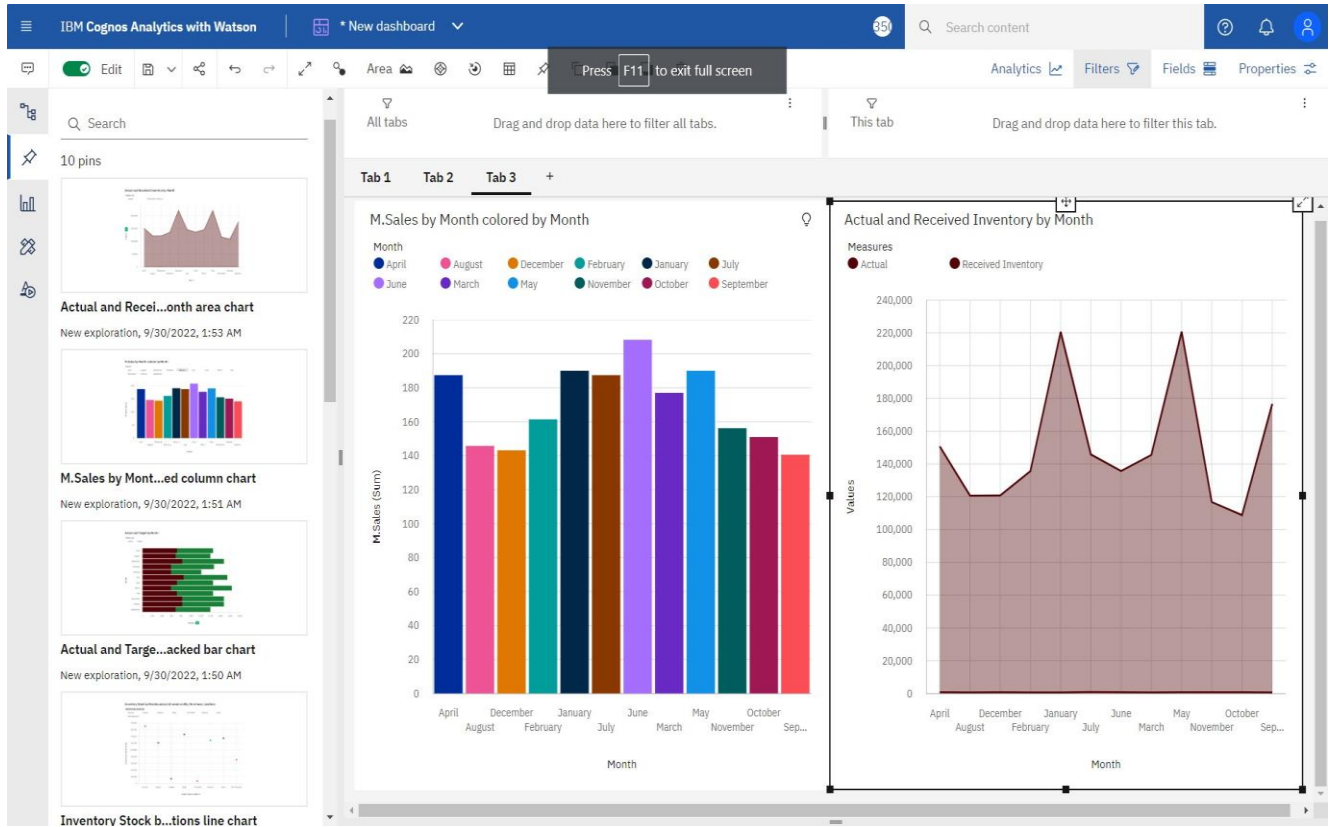 IBM Cognos Analytics with Watson
* New dashboard
350
Search content
Edit
Area
Press F11 to exit full screen
Analytics
Filters
Fields
Properties
Search
10 pins
Actual and Recei...onth area chart
New exploration, 9/30/2022, 1:53 AM
M.Sales by Mont...ed column chart
New exploration, 9/30/2022, 1:51 AM
Actual and Targe...acked bar chart
New exploration, 9/30/2022, 1:50 AM
Inventory Stock b...tions line chart
All tabs
Drag and drop data here to filter all tabs.
This tab
Drag and drop data here to filter this tab.
Tab 1 Tab 2 Tab 3 +
M.Sales by Month colored by Month
Month
April August December February January July
June March May November October September
220
200
180
160
140
120
100
80
60
40
20
0
M.Sales (Sum)
April December January June May October
August February July March November Sep...
Month
Actual and Received Inventory by Month
Measures
Actual Received Inventory
240,000
220,000
200,000
180,000
160,000
140,000
120,000
100,000
80,000
60,000
40,000
20,000
0
Values
April December January June May October
August February July March November Sep...
Month